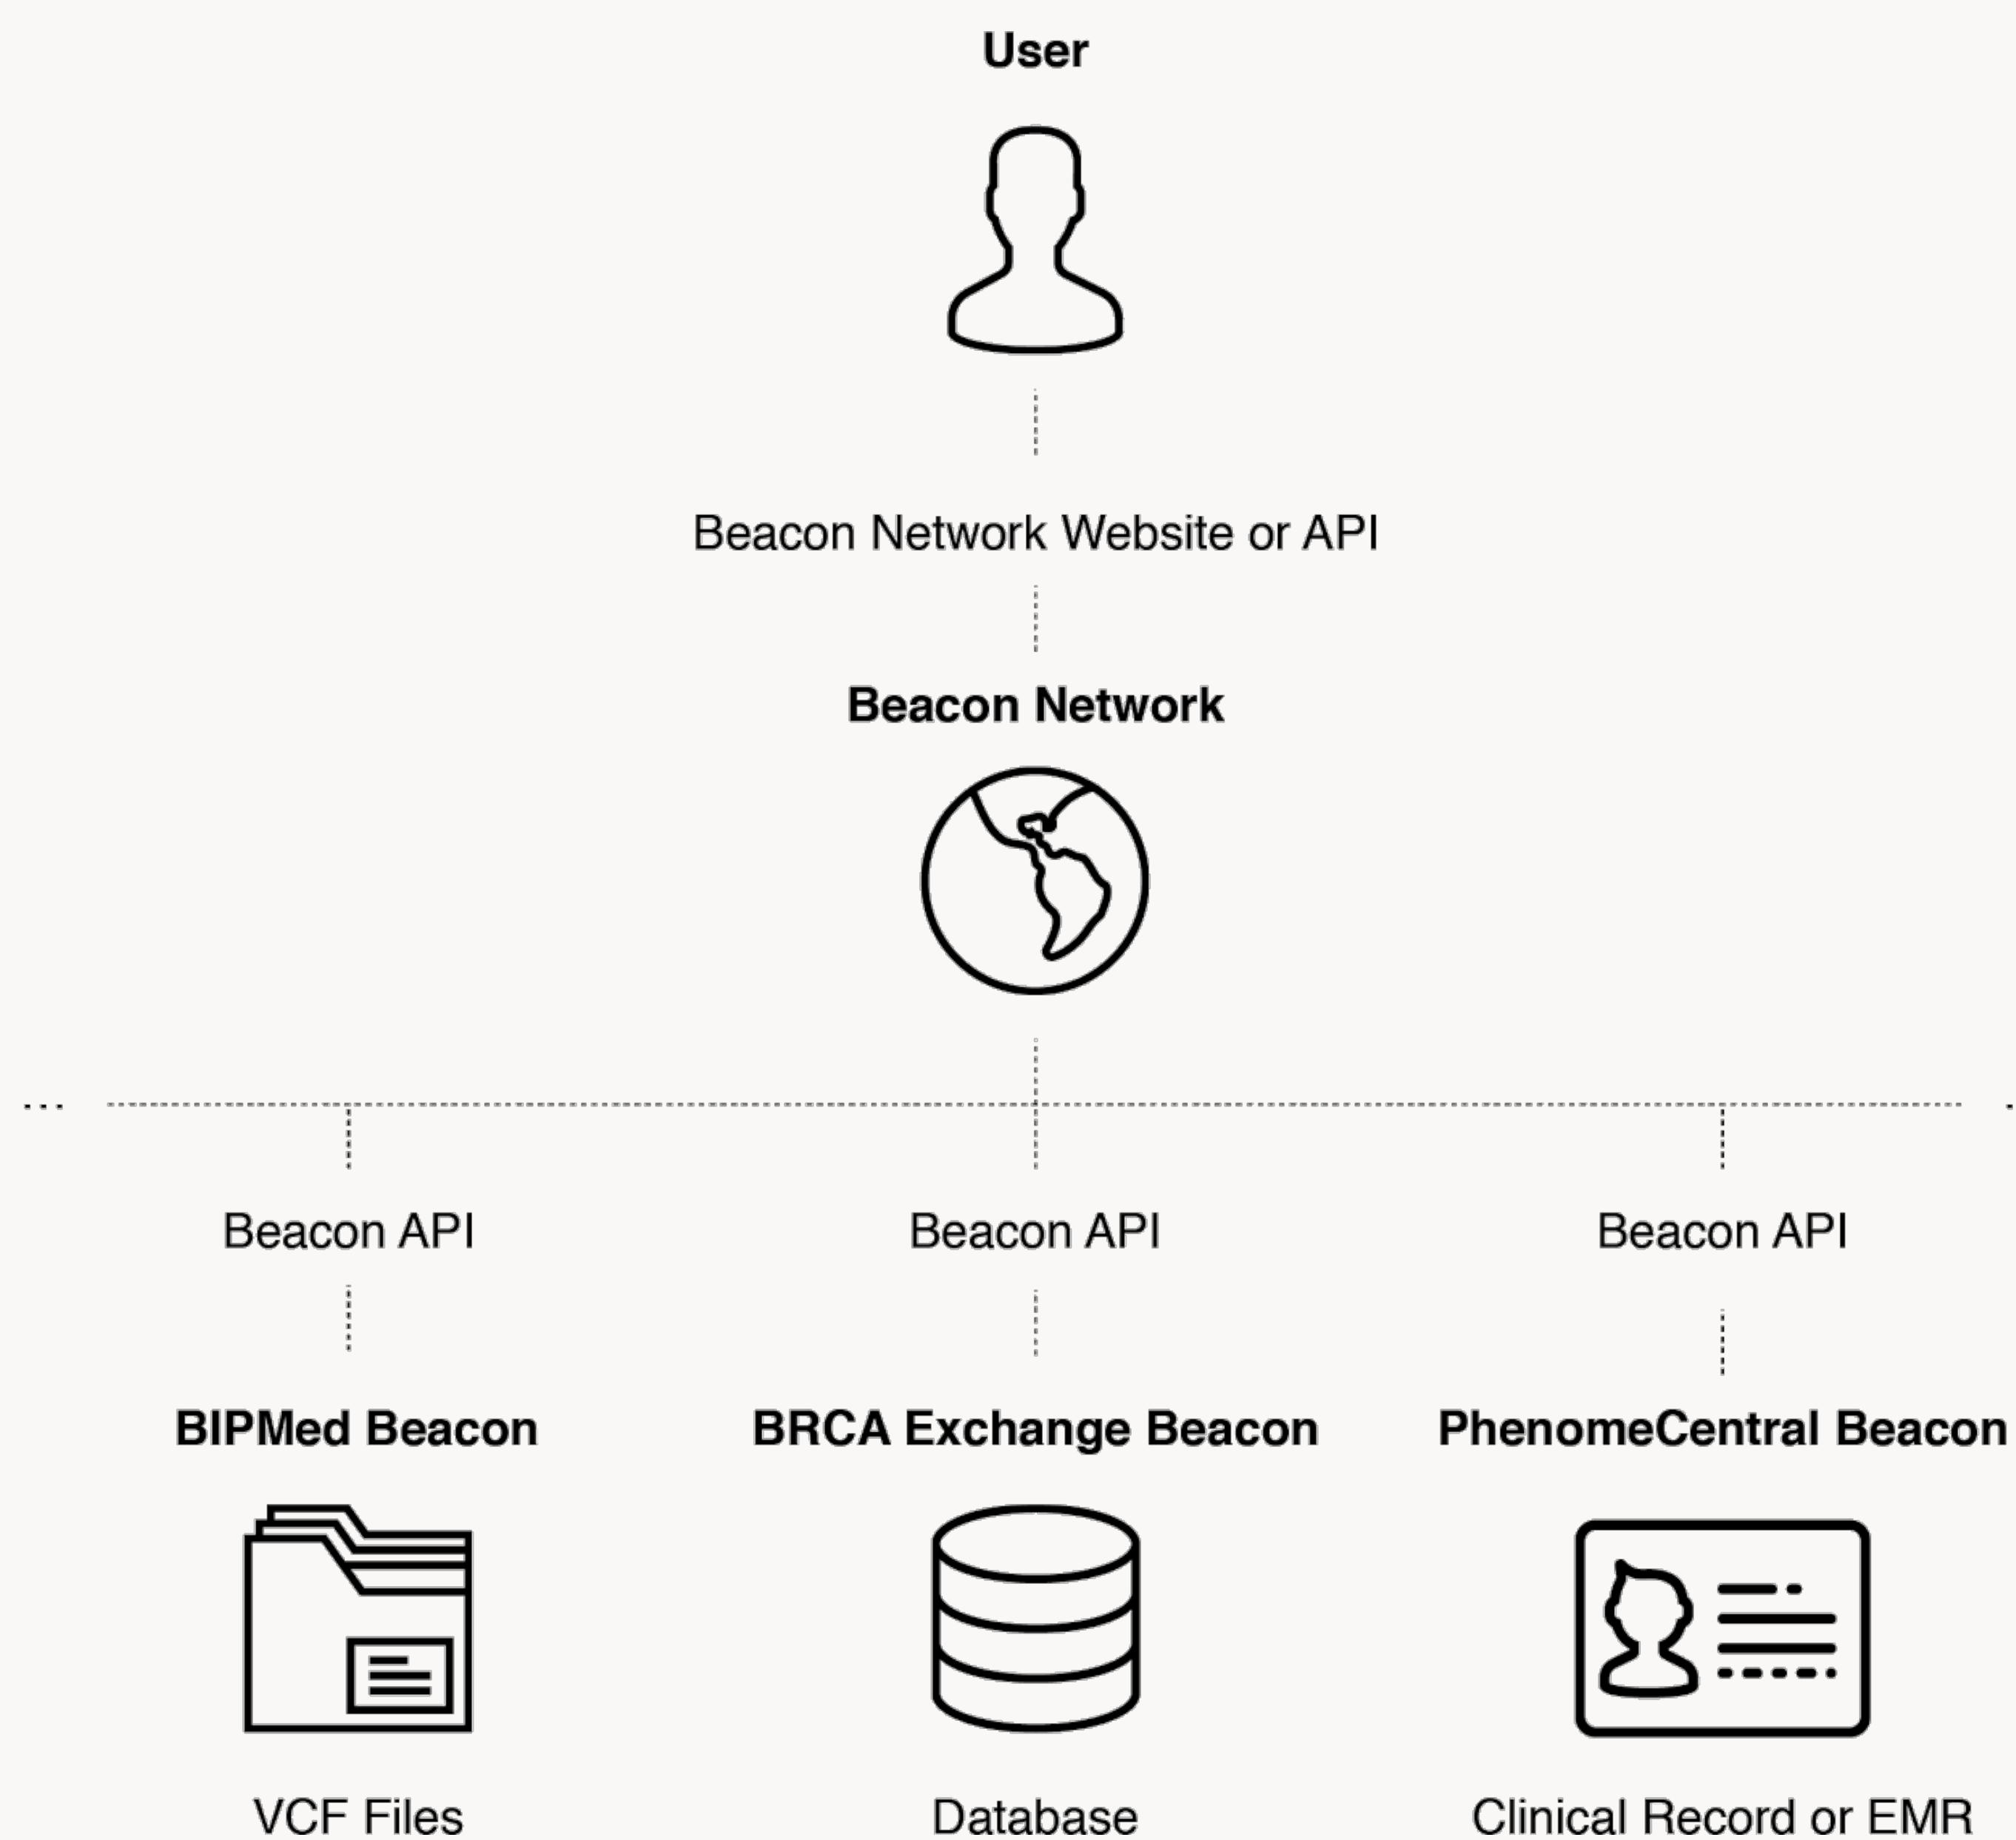 User
Beacon Network Website or API
Beacon Network
...
Beacon API
Beacon API
Beacon API
BIPMed Beacon
BRCA Exchange Beacon
PhenomeCentral Beacon
VCF Files
Database
Clinical Record or EMR